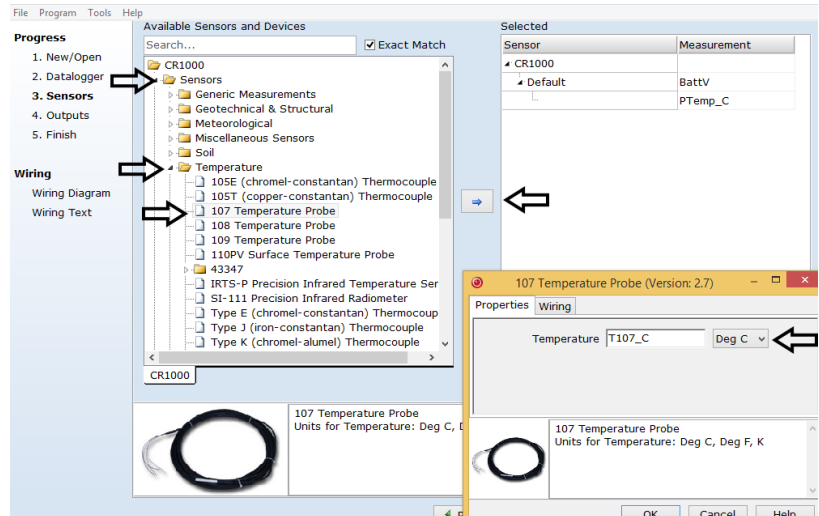 File Program Tools Help
Progress
1. New/Open
2. Datalogger
3. Sensors
4. Outputs
5. Finish
Wiring
Wiring Diagram
Wiring Text
Available Sensors and Devices
Search...
Exact Match
CR1000
Sensors
Generic Measurements
Geotechnical & Structural
Meteorological
Miscellaneous Sensors
Soil
Temperature
105E (chromel-constantan) Thermocouple
105T (copper-constantan) Thermocouple
107 Temperature Probe
108 Temperature Probe
109 Temperature Probe
110PV Surface Temperature Probe
43347
IRTS-P Precision Infrared Temperature Ser
SI-111 Precision Infrared Radiometer
Type E (chromel-constantan) Thermocoup
Type J (iron-constantan) Thermocouple
Type K (chromel-alumel) Thermocouple
CR1000
107 Temperature Probe
Units for Temperature: Deg C,
Selected
Sensor Measurement
CR1000
Default BattV
PTemp_C
107 Temperature Probe (Version: 2.7)
Properties Wiring
Temperature T107_C Deg C
107 Temperature Probe
Units for Temperature: Deg C, Deg F, K
OK Cancel Help